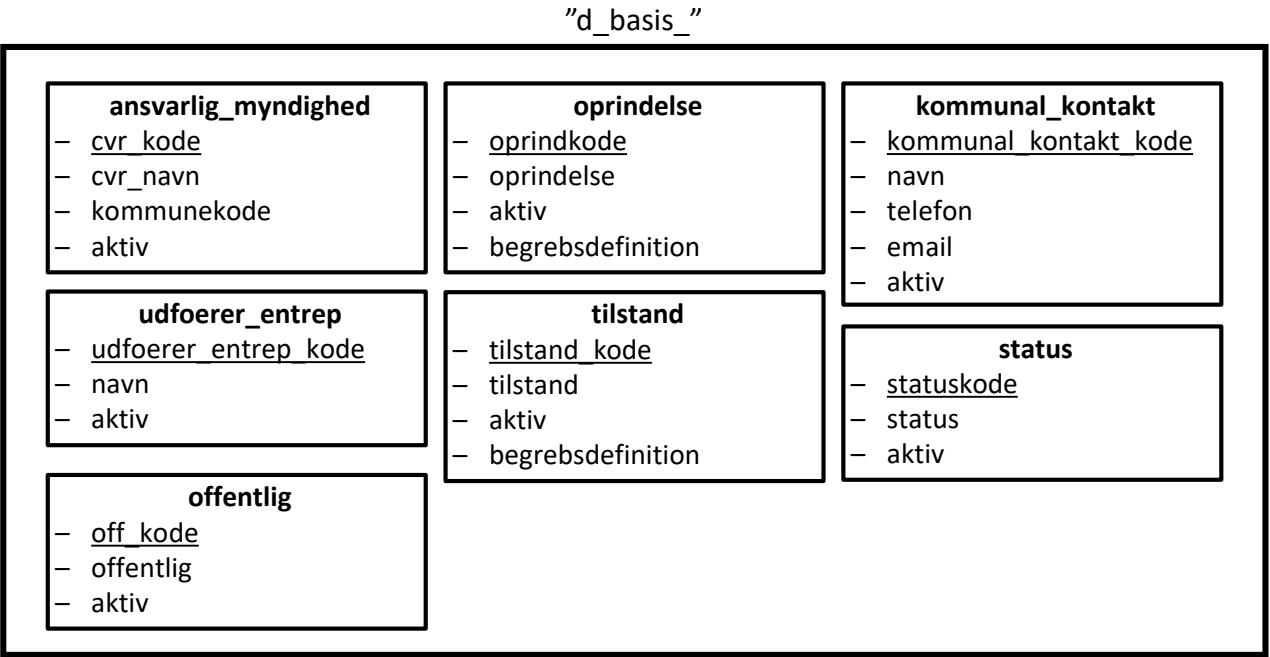 ”d_basis_”
ansvarlig_myndighed
– cvr_kode
– cvr_navn
– kommunekode
– aktiv
oprindelse
– oprindkode
– oprindelse
– aktiv
– begrebsdefinition
kommunal_kontakt
– kommunal_kontakt_kode
– navn
– telefon
– email
– aktiv
udfoerer_entrep
– udfoerer_entrep_kode
– navn
– aktiv
tilstand
– tilstand_kode
– tilstand
– aktiv
– begrebsdefinition
status
– statuskode
– status
– aktiv
offentlig
– off_kode
– offentlig
– aktiv